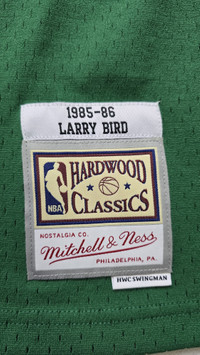 1985-86
LARRY BIRD
HARDWOOD
NBA
CLASSICS
NOSTALGIA CO.
Mitchell & Ness
PHILADELPHIA, PA.
HWC SWINGMAN